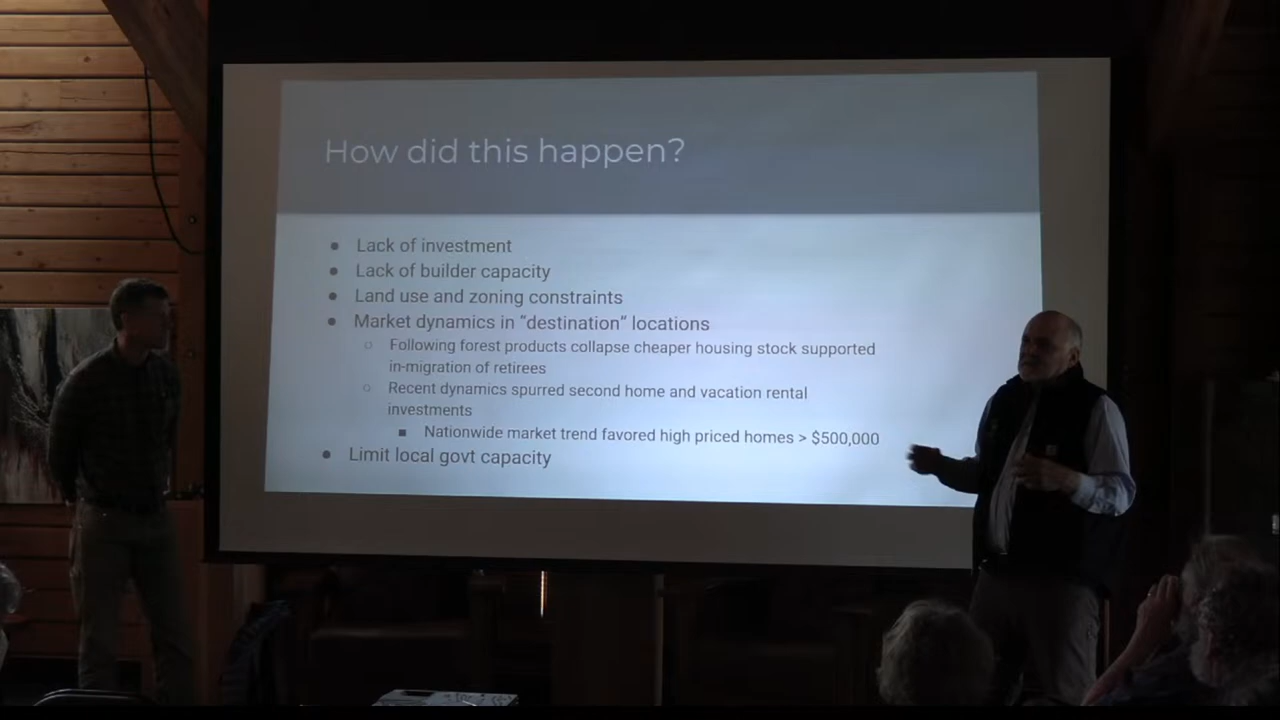 How did this happen?
● Lack of investment
● Lack of builder capacity
● Land use and zoning constraints
● Market dynamics in “destination” locations
○ Following forest products collapse cheaper housing stock supported
in-migration of retirees
○ Recent dynamics spurred second home and vacation rental
investments
■ Nationwide market trend favored high priced homes > $500,000
● Limit local govt capacity